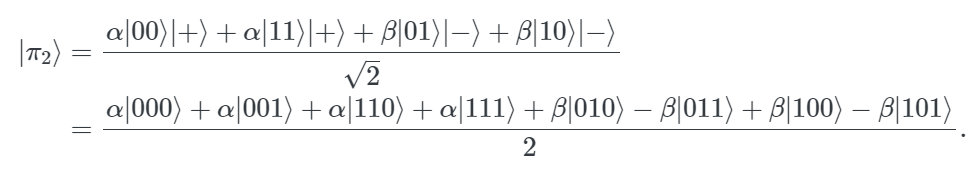 |π₂⟩ = (α|00⟩|+⟩ + α|11⟩|+⟩ + β|01⟩|−⟩ + β|10⟩|−⟩) / √2
= (α|000⟩ + α|001⟩ + α|110⟩ + α|111⟩ + β|010⟩ − β|011⟩ + β|100⟩ − β|101⟩) / 2.